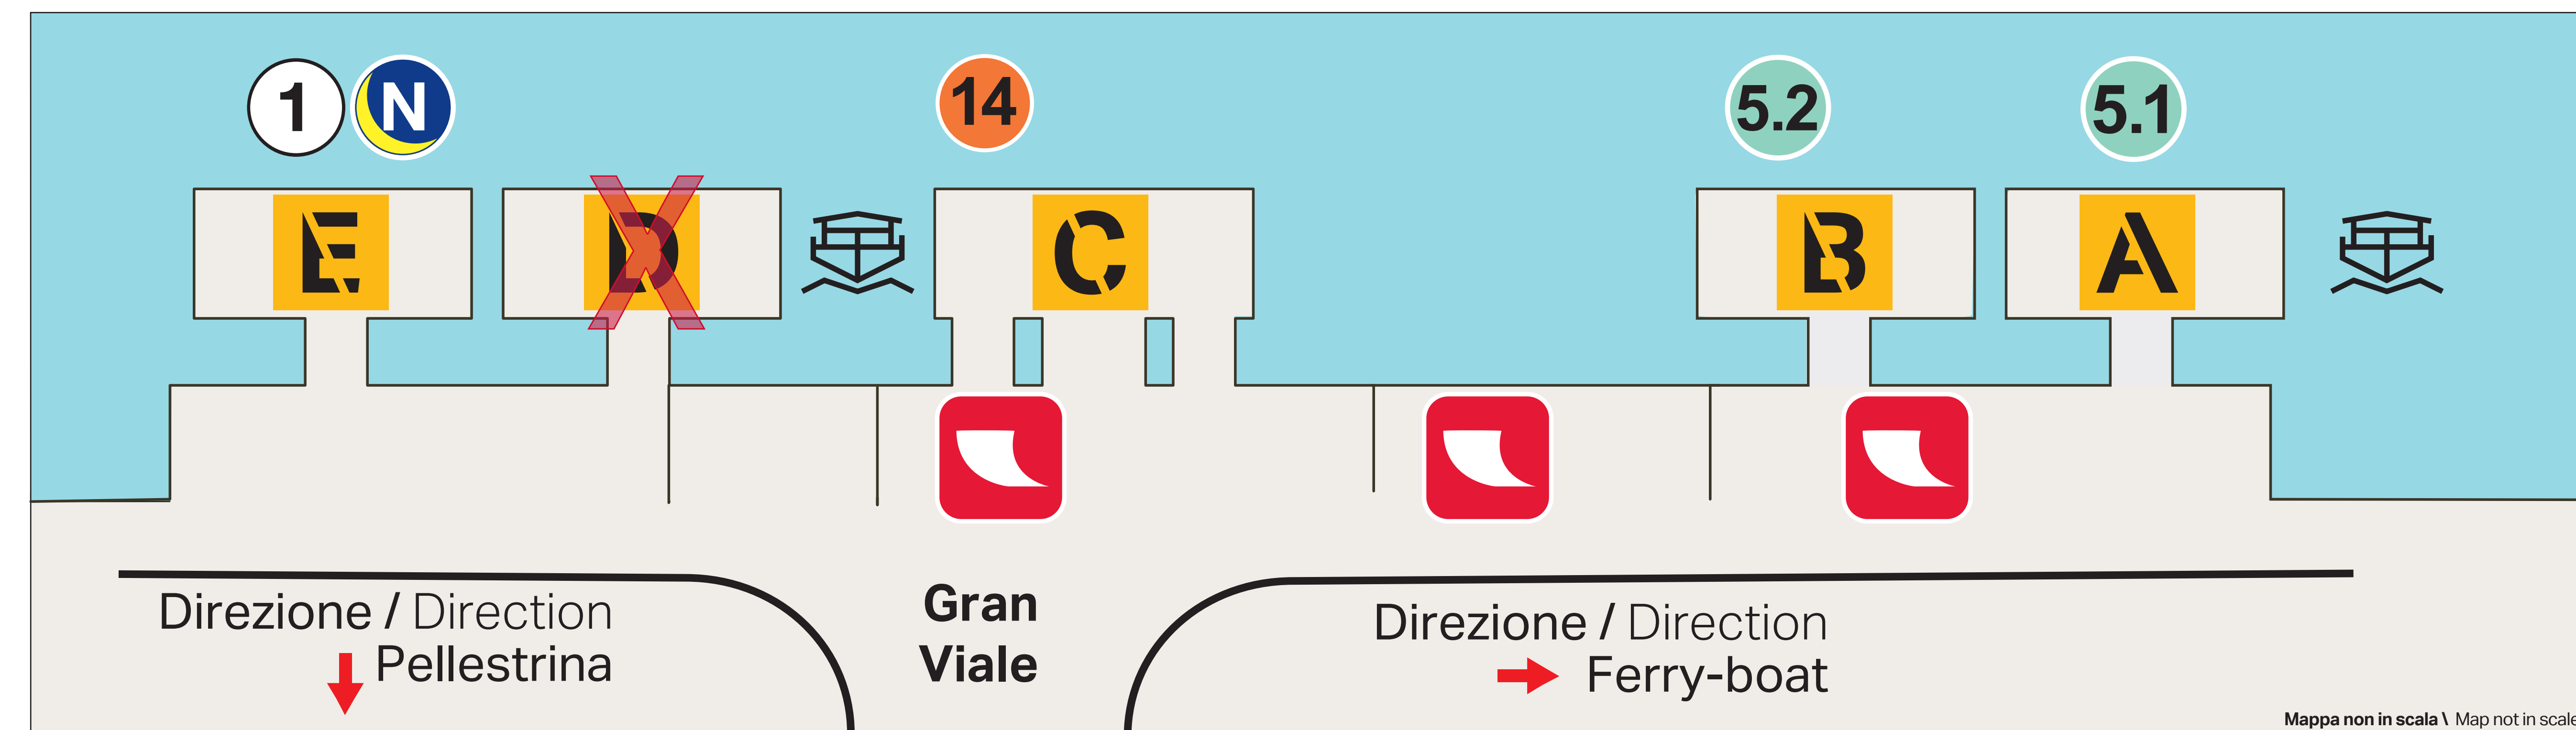 1 N 14 5.2 5.1
E D C B A
Direzione / Direction
Pellestrina
Gran
Viale
Direzione / Direction
Ferry-boat
Mappa non in scala \ Map not in scale